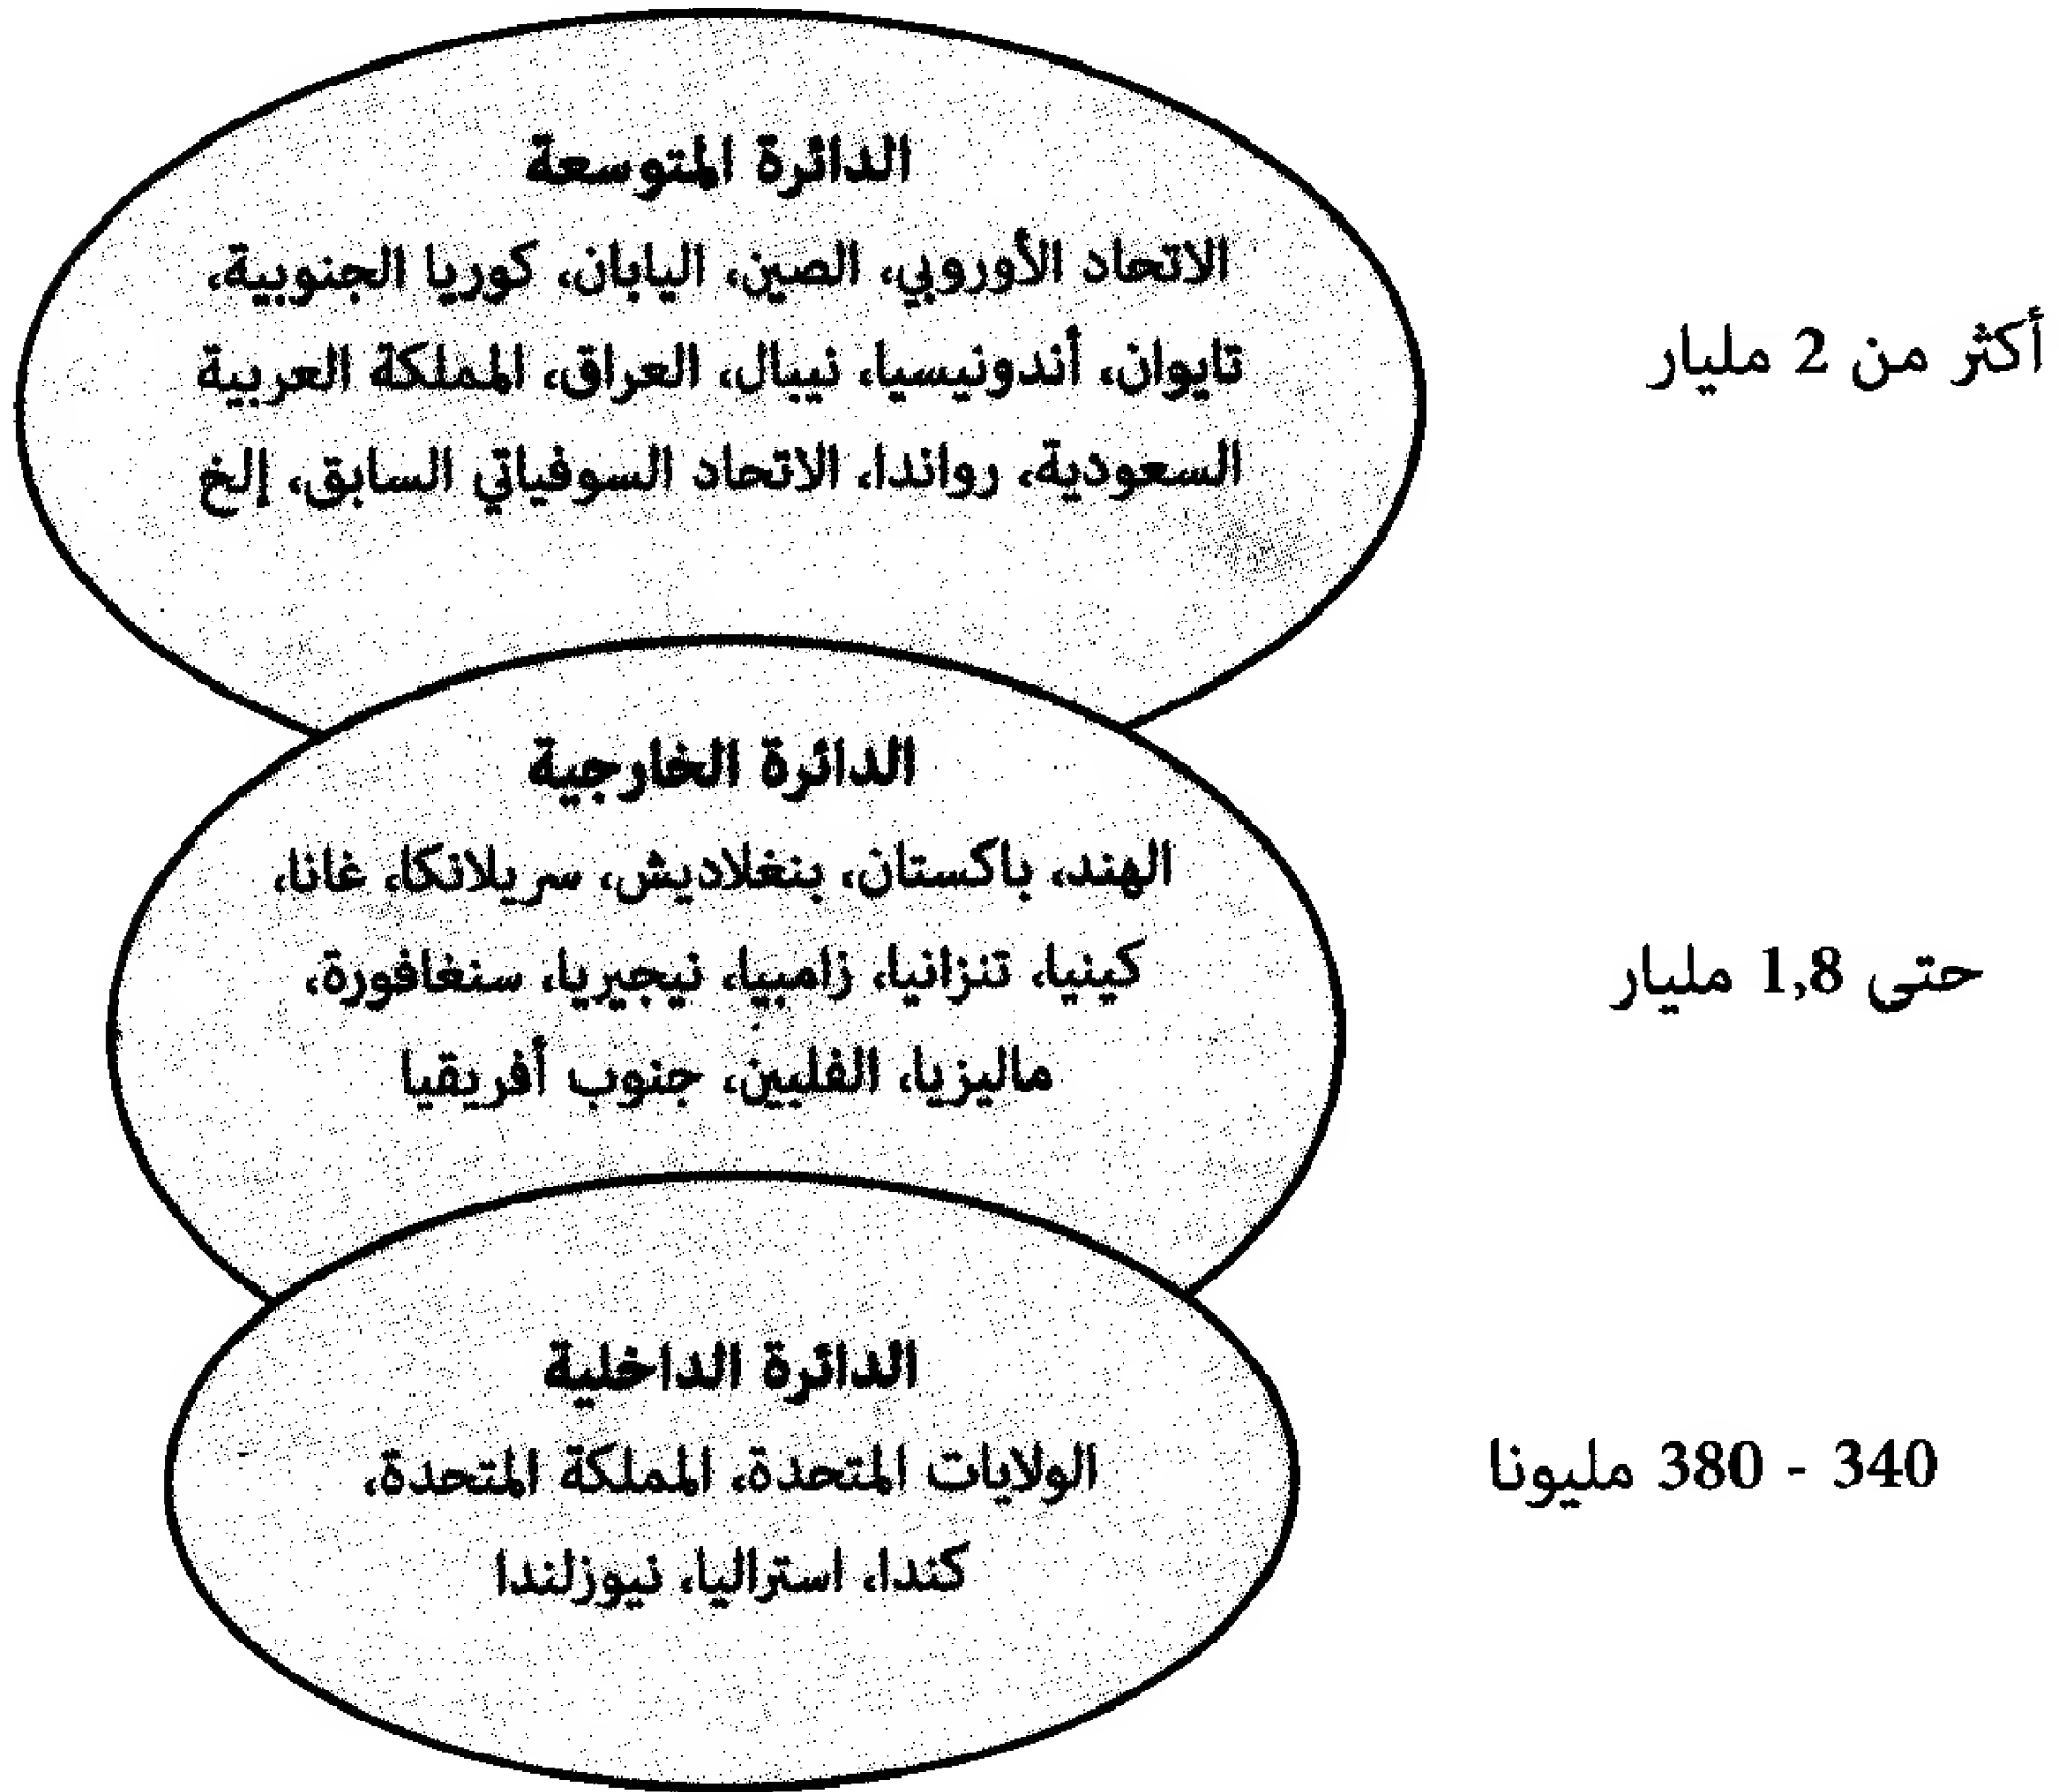 الدائرة المتوسعة
الاتحاد الأوروبي، الصين، اليابان، كوريا الجنوبية،
تايوان، أندونيسيا، نيبال، العراق، المملكة العربية
السعودية، رواندا، الاتحاد السوفياتي السابق، إلخ
أكثر من 2 مليار
الدائرة الخارجية
الهند، باكستان، بنغلاديش، سريلانكا، غانا،
كينيا، تنزانيا، زامبيا، نيجيريا، سنغافورة،
ماليزيا، الفلبين، جنوب أفريقيا
حتى 1,8 مليار
الدائرة الداخلية
الولايات المتحدة، المملكة المتحدة،
كندا، استراليا، نيوزلندا
340 - 380 مليونا